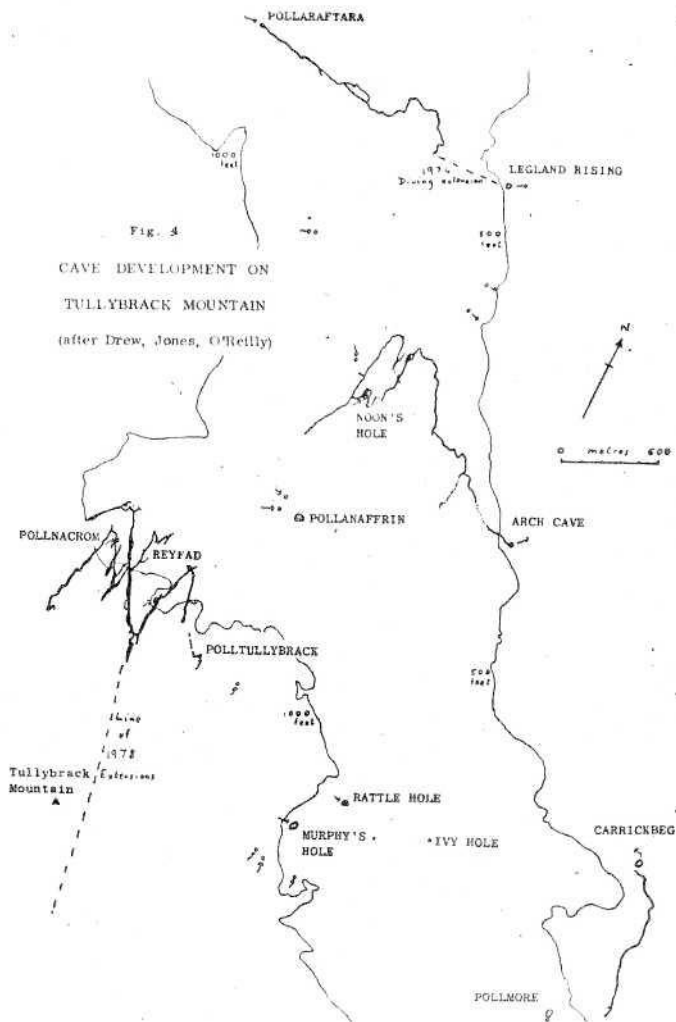 POLLARAFTARA
1000
feet
1974
Diving extension
LEGLAND RISING
Fig. 4
500
feet
CAVE DEVELOPMENT ON
TULLYBRACK MOUNTAIN
(after Drew, Jones, O'Reilly)
N
NOON'S
HOLE
0 metres 600
POLLANAFFRIN
ARCH CAVE
POLLNACROM
REYFAD
POLLTULLYBRACK
500
feet
1000
feet
Line
of
1978
Extensions
Tullybrack
Mountain
RATTLE HOLE
MURPHY'S
HOLE
IVY HOLE
CARRICKBEG
POLLMORE